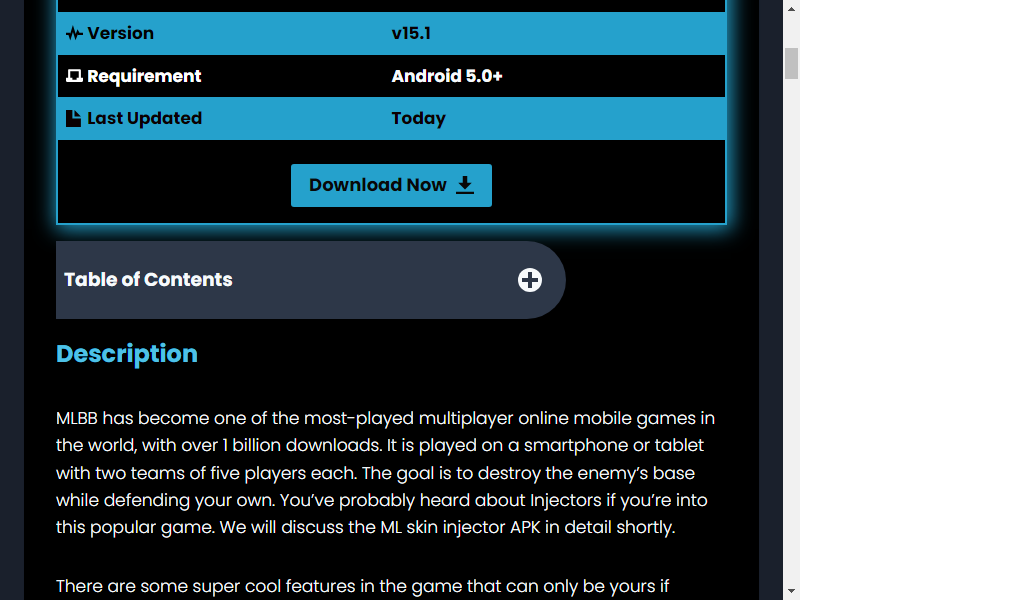 Version v15.1
Requirement Android 5.0+
Last Updated Today
Download Now
Table of Contents
Description
MLBB has become one of the most-played multiplayer online mobile games in
the world, with over 1 billion downloads. It is played on a smartphone or tablet
with two teams of five players each. The goal is to destroy the enemy’s base
while defending your own. You’ve probably heard about Injectors if you’re into
this popular game. We will discuss the ML skin injector APK in detail shortly.
There are some super cool features in the game that can only be yours if